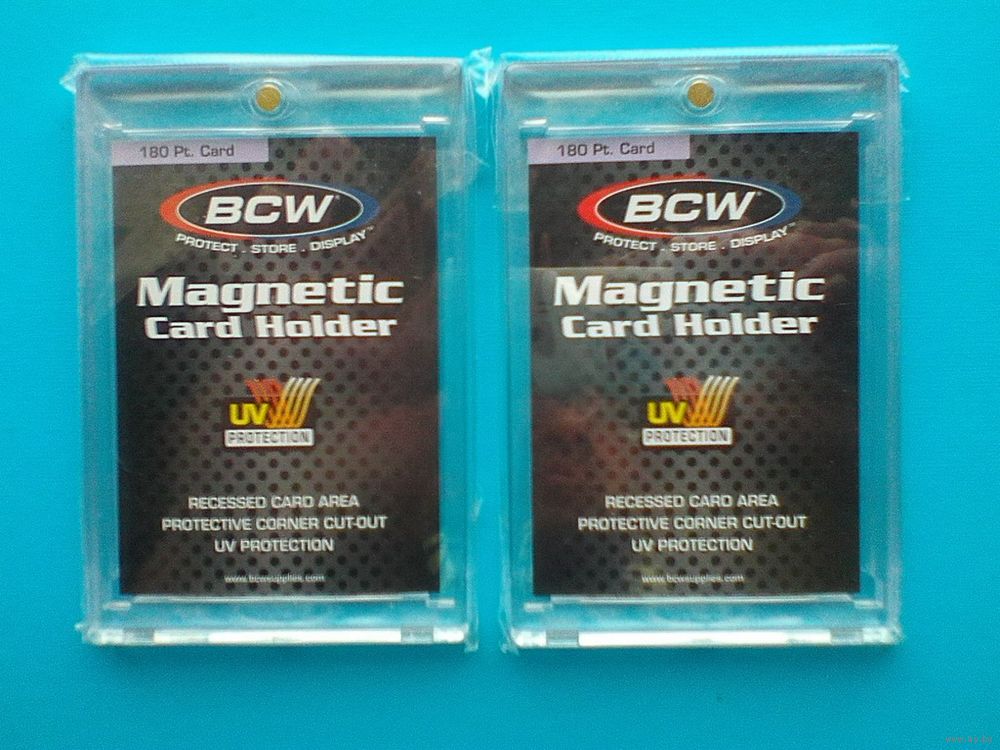 180 Pt. Card
BCW
PROTECT . STORE . DISPLAY™
Magnetic
Card Holder
UV
PROTECTION
RECESSED CARD AREA
PROTECTIVE CORNER CUT-OUT
UV PROTECTION
www.bcwsupplies.com
180 Pt. Card
BCW
PROTECT . STORE . DISPLAY™
Magnetic
Card Holder
UV
PROTECTION
RECESSED CARD AREA
PROTECTIVE CORNER CUT-OUT
UV PROTECTION
www.bcwsupplies.com